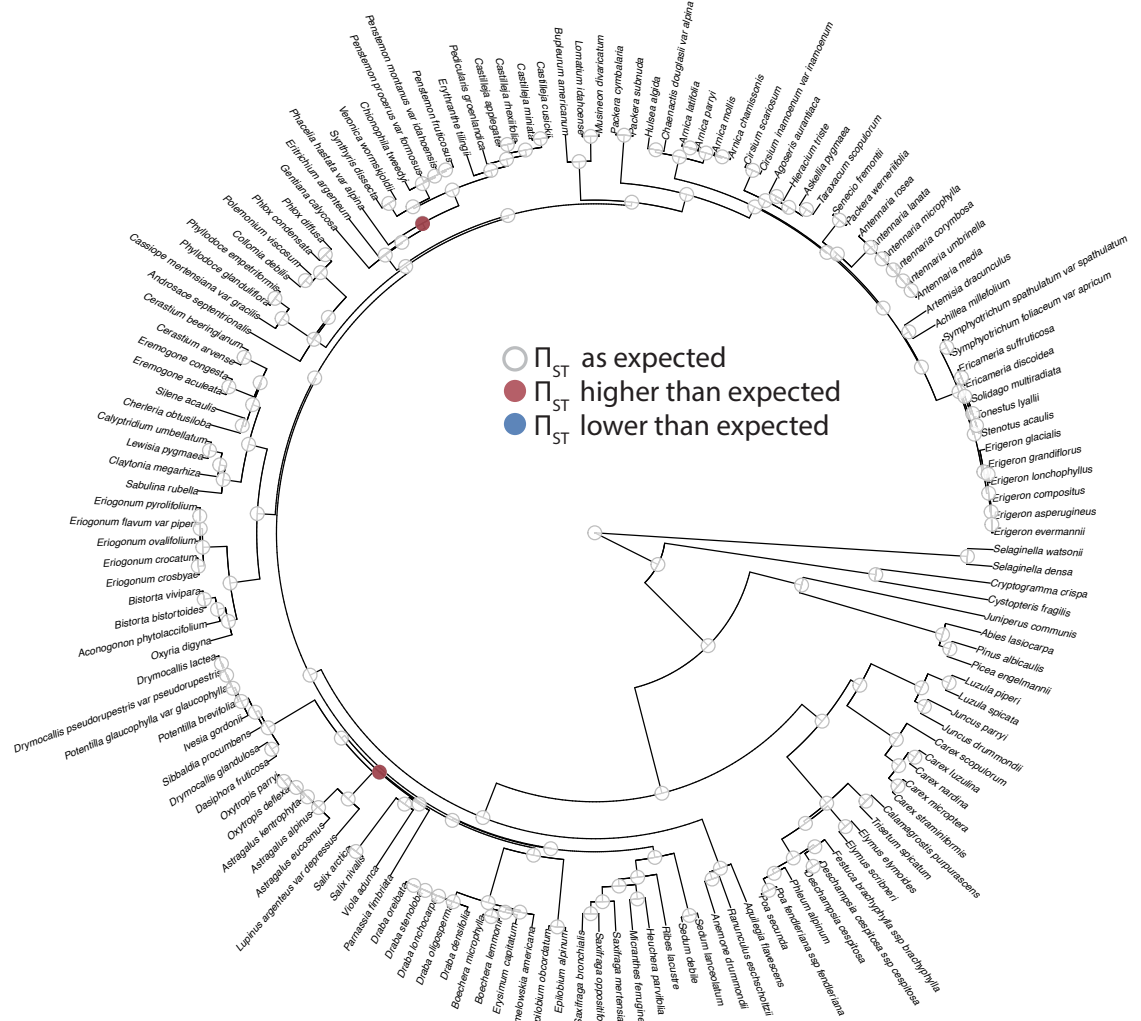 Π ST as expected
Π ST higher than expected
Π ST lower than expected
Bupleurum americanum
Lomatium idahoense
Musineon divaricatum
Packera cymbalaria
Packera subnuda
Hulsea algida
Chaenactis douglasii var alpina
Arnica latifolia
Arnica parryi
Arnica mollis
Arnica chamissonis
Cirsium scariosum
Cirsium inamoenum var inamoenum
Agoseris aurantiaca
Hieracium triste
Askellia pygmaea
Taraxacum scopulorum
Senecio fremontii
Packera werneriifolia
Antennaria rosea
Antennaria lanata
Antennaria microphylla
Antennaria corymbosa
Antennaria umbrinella
Antennaria media
Artemisia dracunculus
Achillea millefolium
Symphyotrichum spathulatum var spathulatum
Symphyotrichum foliaceum var apricum
Ericameria suffruticosa
Ericameria discoidea
Solidago multiradiata
Tonestus lyallii
Stenotus acaulis
Erigeron glacialis
Erigeron grandiflorus
Erigeron lonchophyllus
Erigeron compositus
Erigeron asperugineus
Erigeron evermannii
Selaginella watsonii
Selaginella densa
Cryptogramma crispa
Cystopteris fragilis
Juniperus communis
Abies lasiocarpa
Pinus albicaulis
Picea engelmannii
Luzula piperi
Luzula spicata
Juncus parryi
Juncus drummondii
Carex scopulorum
Carex luzulina
Carex nardina
Carex microptera
Carex straminiformis
Calamagrostis purpurascens
Trisetum spicatum
Elymus elymoides
Elymus scribneri
Festuca brachyphylla ssp brachyphylla
Deschampsia cespitosa ssp cespitosa
Deschampsia cespitosa
Phleum alpinum
Poa fendleriana ssp fendleriana
Poa secunda
Aquilegia flavescens
Ranunculus eschscholtzii
Anemone drummondii
Sedum lanceolatum
Sedum debile
Ribes lacustre
Heuchera parvifolia
Micranthes ferrugine
Saxifraga mertensia
Saxifraga oppositifo
Saxifraga bronchialis
Epilobium alpinum
pilobium obcordatum
melowskia americana
Erysimum capitatum
Boechera lemmonii
Boechera microphylla
Draba densifolia
Draba oligosperma
Draba lonchocarpa
Draba stenoloba
Draba oreibata
Parnassia fimbriata
Viola adunca
Salix nivalis
Salix arctica
Lupinus argenteus var depressus
Astragalus eucosmus
Astragalus alpinus
Astragalus kentrophyta
Oxytropis deflexa
Oxytropis parryi
Dasiphora fruticosa
Drymocallis glandulosa
Sibbaldia procumbens
Ivesia gordonii
Potentilla brevifolia
Potentilla glaucophylla var glaucophylla
Drymocallis pseudorupestris var pseudorupestris
Drymocallis lactea
Oxyria digyna
Aconogonon phytolaccifolium
Bistorta bistortoides
Bistorta vivipara
Eriogonum crosbyae
Eriogonum crocatum
Eriogonum ovalifolium
Eriogonum flavum var piperi
Eriogonum pyrolifolium
Sabulina rubella
Claytonia megarhiza
Lewisia pygmaea
Calyptridium umbellatum
Cherleria obtusiloba
Silene acaulis
Eremogone aculeata
Eremogone congesta
Cerastium arvense
Cerastium beeringianum
Androsace septentrionalis
Cassiope mertensiana var gracilis
Phyllodoce glanduliflora
Phyllodoce empetriformis
Collomia debilis
Polemonium viscosum
Phlox condensata
Phlox diffusa
Gentiana calycosa
Eritrichium argenteum
Phacelia hastata var alpina
Synthyris dissecta
Veronica wormskjoldii
Chionophila tweedyi
Penstemon procerus var formosus
Penstemon montanus var idahoensis
Penstemon fruticosus
Erythranthe tilingii
Pedicularis groenlandica
Castilleja applegatei
Castilleja rhexiifolia
Castilleja miniata
Castilleja cusickii